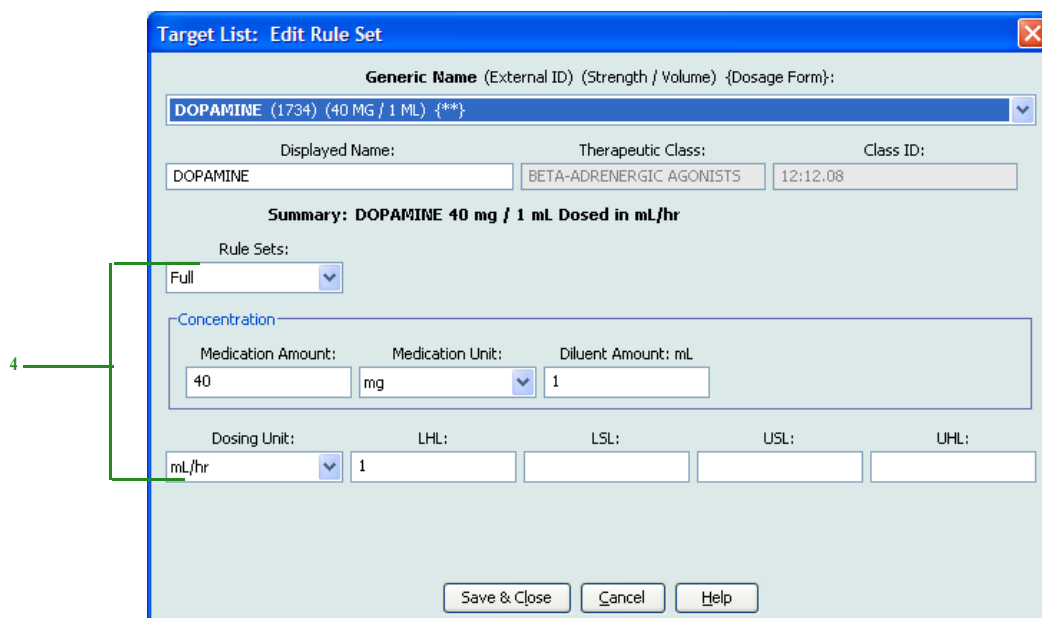 Target List: Edit Rule Set
Generic Name (External ID) (Strength / Volume) {Dosage Form}:
DOPAMINE (1734) (40 MG / 1 ML) {**}
Displayed Name: Therapeutic Class: Class ID:
DOPAMINE BETA-ADRENERGIC AGONISTS 12:12.08
Summary: DOPAMINE 40 mg / 1 mL Dosed in mL/hr
Rule Sets:
Full
Concentration
Medication Amount: Medication Unit: Diluent Amount: mL
4
40 mg 1
Dosing Unit: LHL: LSL: USL: UHL:
mL/hr 1
Save & Close Cancel Help